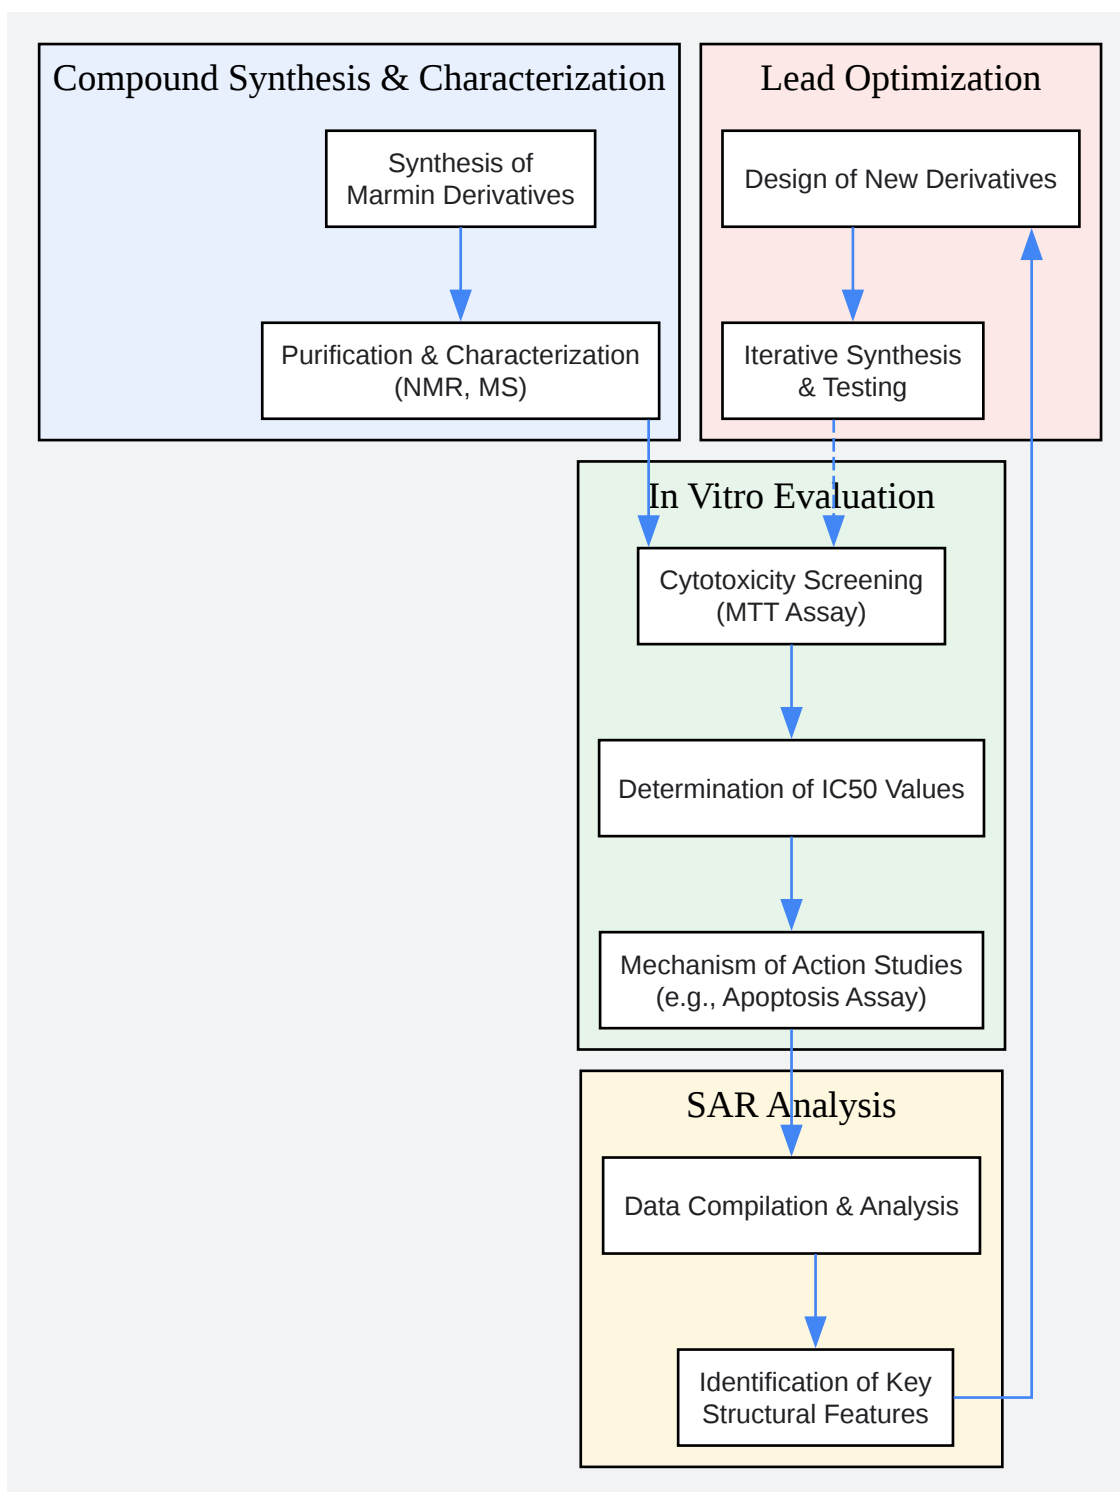 Compound Synthesis & Characterization
Synthesis of
Marmin Derivatives
Purification & Characterization
(NMR, MS)
Lead Optimization
Design of New Derivatives
Iterative Synthesis
& Testing
In Vitro Evaluation
Cytotoxicity Screening
(MTT Assay)
Determination of IC50 Values
Mechanism of Action Studies
(e.g., Apoptosis Assay)
SAR Analysis
Data Compilation & Analysis
Identification of Key
Structural Features